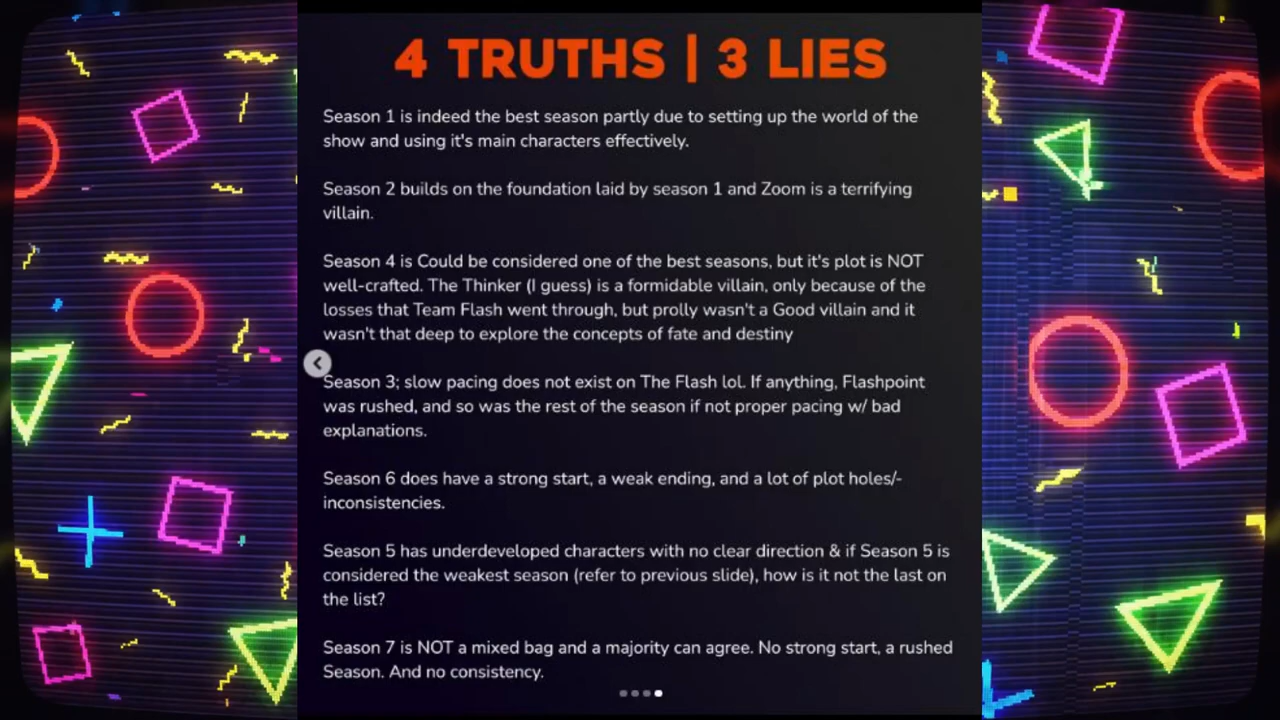 4 TRUTHS | 3 LIES
Season 1 is indeed the best season partly due to setting up the world of the
show and using it's main characters effectively.
Season 2 builds on the foundation laid by season 1 and Zoom is a terrifying
villain.
Season 4 is Could be considered one of the best seasons, but it's plot is NOT
well-crafted. The Thinker (I guess) is a formidable villain, only because of the
losses that Team Flash went through, but prolly wasn't a Good villain and it
wasn't that deep to explore the concepts of fate and destiny
Season 3; slow pacing does not exist on The Flash lol. If anything, Flashpoint
was rushed, and so was the rest of the season if not proper pacing w/ bad
explanations.
Season 6 does have a strong start, a weak ending, and a lot of plot holes/-
inconsistencies.
Season 5 has underdeveloped characters with no clear direction & if Season 5 is
considered the weakest season (refer to previous slide), how is it not the last on
the list?
Season 7 is NOT a mixed bag and a majority can agree. No strong start, a rushed
Season. And no consistency.